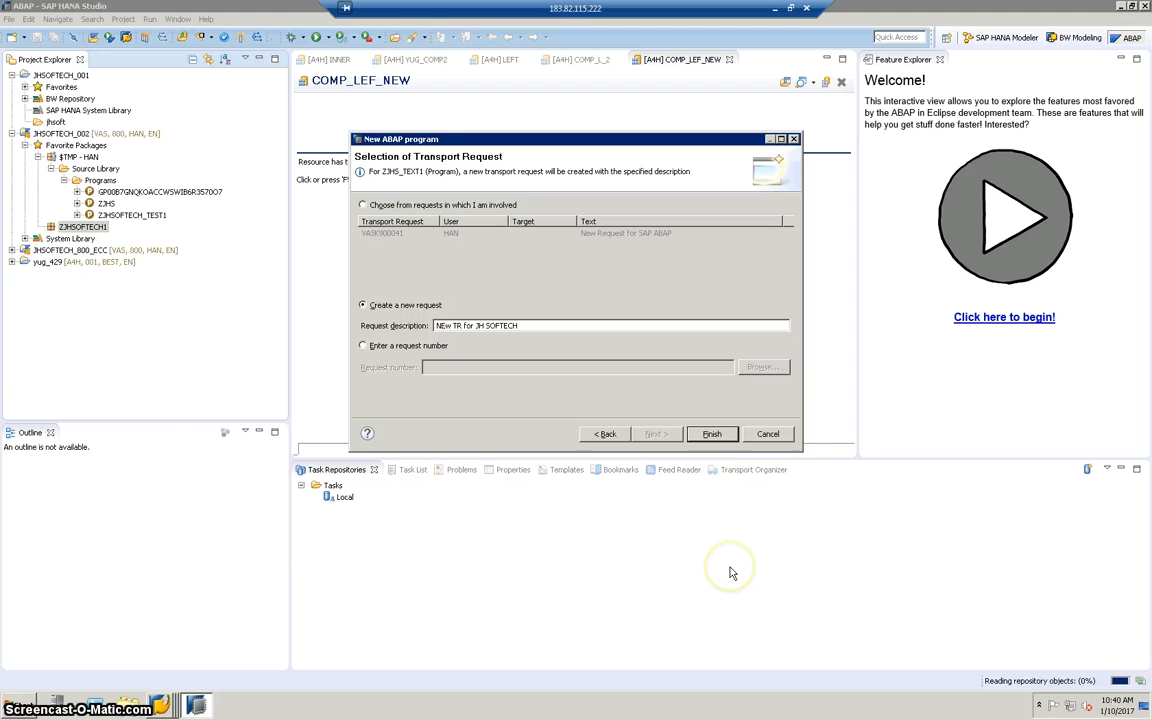 ABAP - SAP HANA Studio
183.82.115.222
File Edit Navigate Search Project Run Window Help
Quick Access
SAP HANA Modeler
BW Modeling
ABAP
Project Explorer
JHSOFTECH_001
Favorites
BW Repository
SAP HANA System Library
jhsoft
JHSOFTECH_002 [VAS, 800, HAN, EN]
Favorite Packages
$TMP - HAN
Source Library
Programs
GP00B7GNQKOACCWSWIB6R3570O7
ZJHS
ZJHSOFTECH_TEST1
ZJHSOFTECH1
System Library
JHSOFTECH_800_ECC [VAS, 800, HAN, EN]
yug_429 [A4H, 001, BEST, EN]
[A4H] INNER
[A4H] YUG_COMP2
[A4H] LEFT
[A4H] COMP_L_2
[A4H] COMP_LEF_NEW
COMP_LEF_NEW
Resource has t
Click or press 'F
New ABAP program
Selection of Transport Request
For ZJHS_TEXT1 (Program), a new transport request will be created with the specified description
Choose from requests in which I am involved
Transport Request User Target Text
VASK900041 HAN New Request for SAP ABAP
Create a new request
Request description: NEw TR for JH SOFTECH
Enter a request number
Request number: Browse...
? < Back Next > Finish Cancel
Feature Explorer
Welcome!
This interactive view allows you to explore the features most favored
by the ABAP in Eclipse development team. These are features that will
help you get stuff done faster! Interested?
Click here to begin!
Outline
An outline is not available.
Task Repositories
Task List
Problems
Properties
Templates
Bookmarks
Feed Reader
Transport Organizer
Tasks
Local
Reading repository objects: (0%)
Screencast-O-Matic.com
10:40 AM
1/10/2017